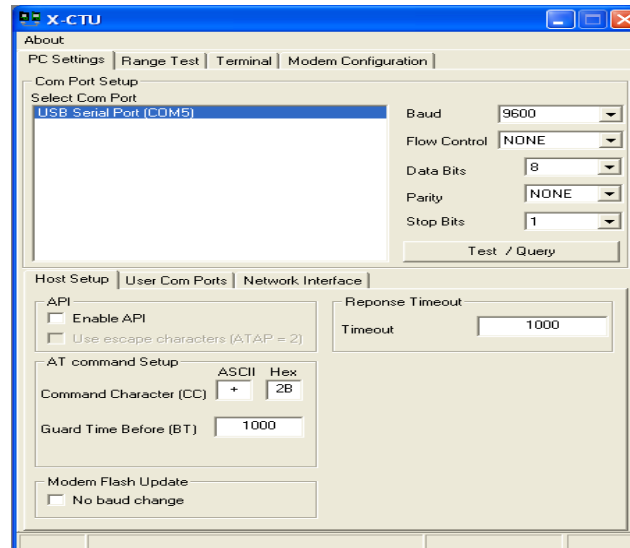 X-CTU
About
PC Settings Range Test Terminal Modem Configuration
Com Port Setup
Select Com Port
USB Serial Port (COM5)
Baud 9600
Flow Control NONE
Data Bits 8
Parity NONE
Stop Bits 1
Test / Query
Host Setup User Com Ports Network Interface
API
Enable API
Use escape characters (ATAP = 2)
Reponse Timeout
Timeout 1000
AT command Setup
ASCII Hex
Command Character (CC) + 2B
Guard Time Before (BT) 1000
Modem Flash Update
No baud change